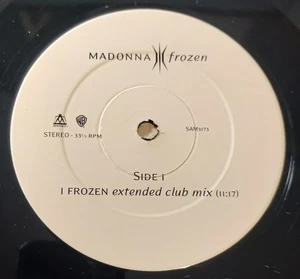 MADONNA frozen
STEREO - 33⅓ RPM
SAM3173
SIDE 1
1 FROZEN extended club mix (11:17)